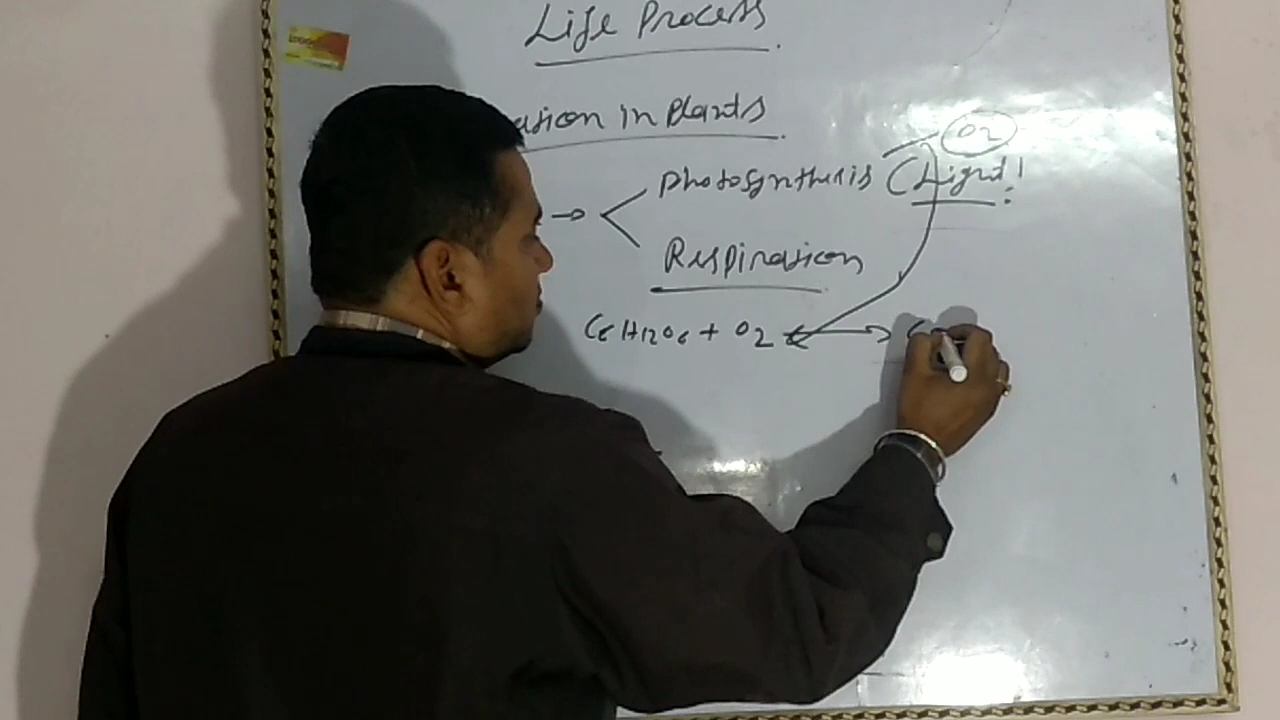 Life Process
ation in Plants
O2
Photosynthesis (Light)
Respiration
C6H12O6 + O2